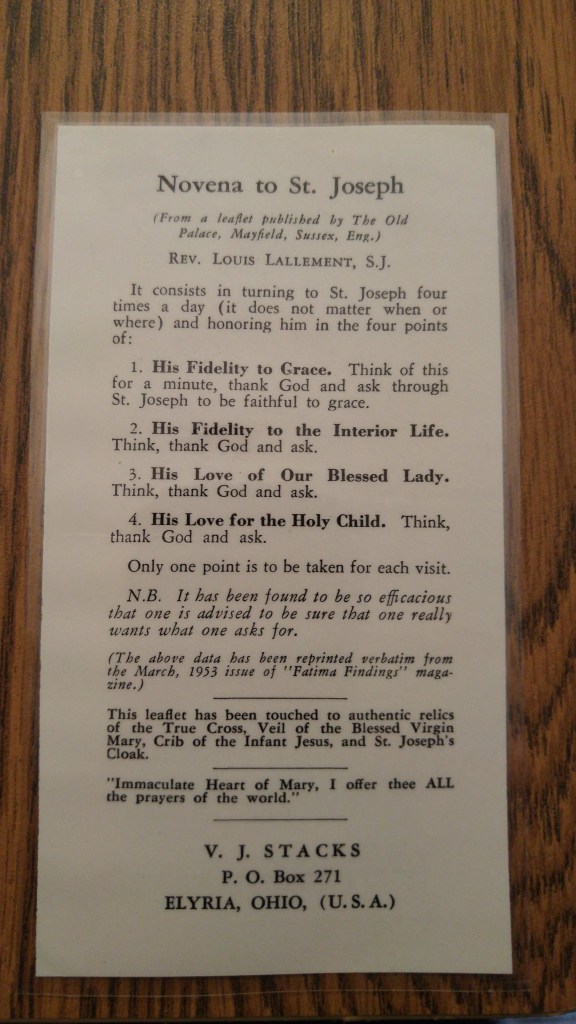 Novena to St. Joseph
(From a leaflet published by The Old
Palace, Mayfield, Sussex, Eng.)
REV. LOUIS LALLEMENT, S.J.
It consists in turning to St. Joseph four
times a day (it does not matter when or
where) and honoring him in the four points
of:
1. His Fidelity to Grace. Think of this
for a minute, thank God and ask through
St. Joseph to be faithful to grace.
2. His Fidelity to the Interior Life.
Think, thank God and ask.
3. His Love of Our Blessed Lady.
Think, thank God and ask.
4. His Love for the Holy Child. Think,
thank God and ask.
Only one point is to be taken for each visit.
N.B. It has been found to be so efficacious
that one is advised to be sure that one really
wants what one asks for.
(The above data has been reprinted verbatim from
the March, 1953 issue of "Fatima Findings" maga-
zine.)
This leaflet has been touched to authentic relics
of the True Cross, Veil of the Blessed Virgin
Mary, Crib of the Infant Jesus, and St. Joseph's
Cloak.
"Immaculate Heart of Mary, I offer thee ALL
the prayers of the world."
V. J. STACKS
P. O. Box 271
ELYRIA, OHIO, (U.S.A.)